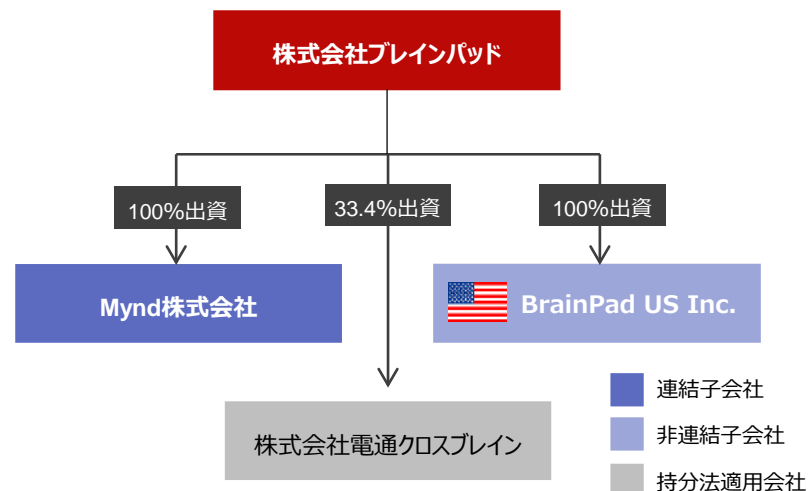 株式会社ブレインパッド
100%出資
33.4%出資
100%出資
Mynd株式会社
BrainPad US Inc.
株式会社電通クロスブレイン
連結子会社
非連結子会社
持分法適用会社